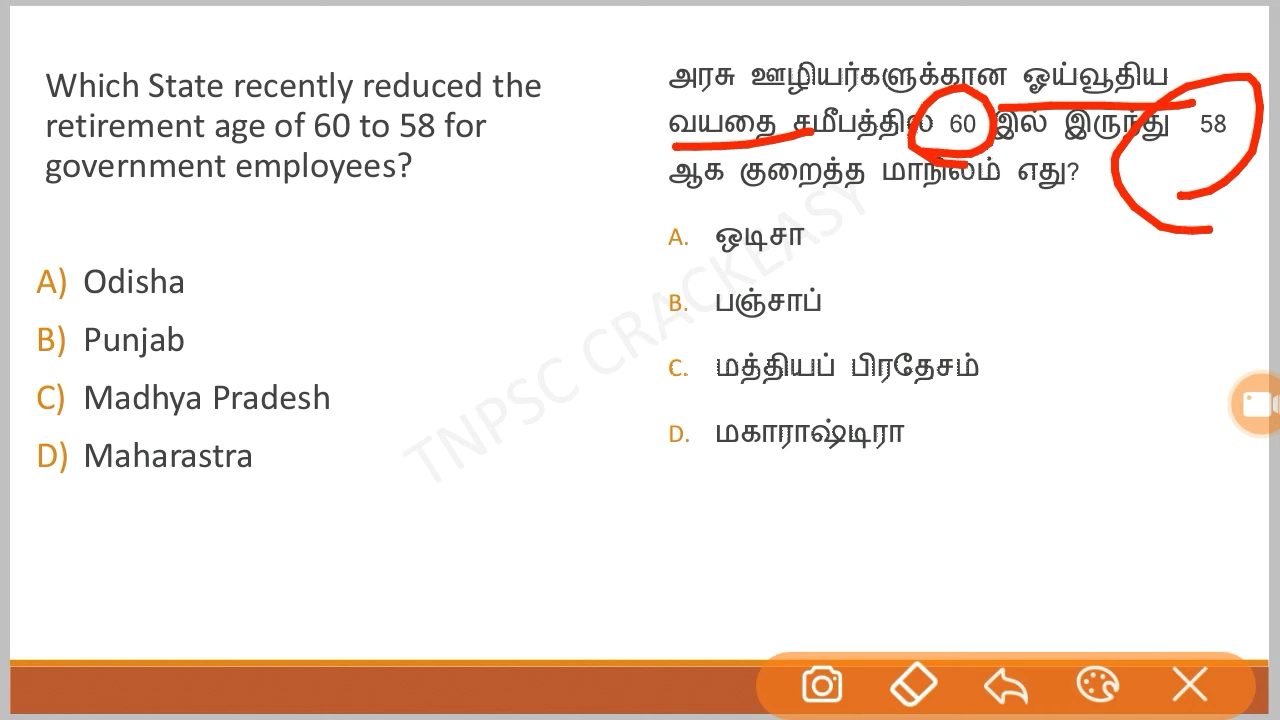 Which State recently reduced the
retirement age of 60 to 58 for
government employees?
A) Odisha
B) Punjab
C) Madhya Pradesh
D) Maharastra
அரசு ஊழியர்களுக்கான ஓய்வூதிய
வயதை சமீபத்தில் 60 இல் இருந்து 58
ஆக குறைத்த மாநிலம் எது?
A. ஒடிசா
B. பஞ்சாப்
C. மத்தியப் பிரதேசம்
D. மகாராஷ்டிரா
TNPSC CRACKEASY